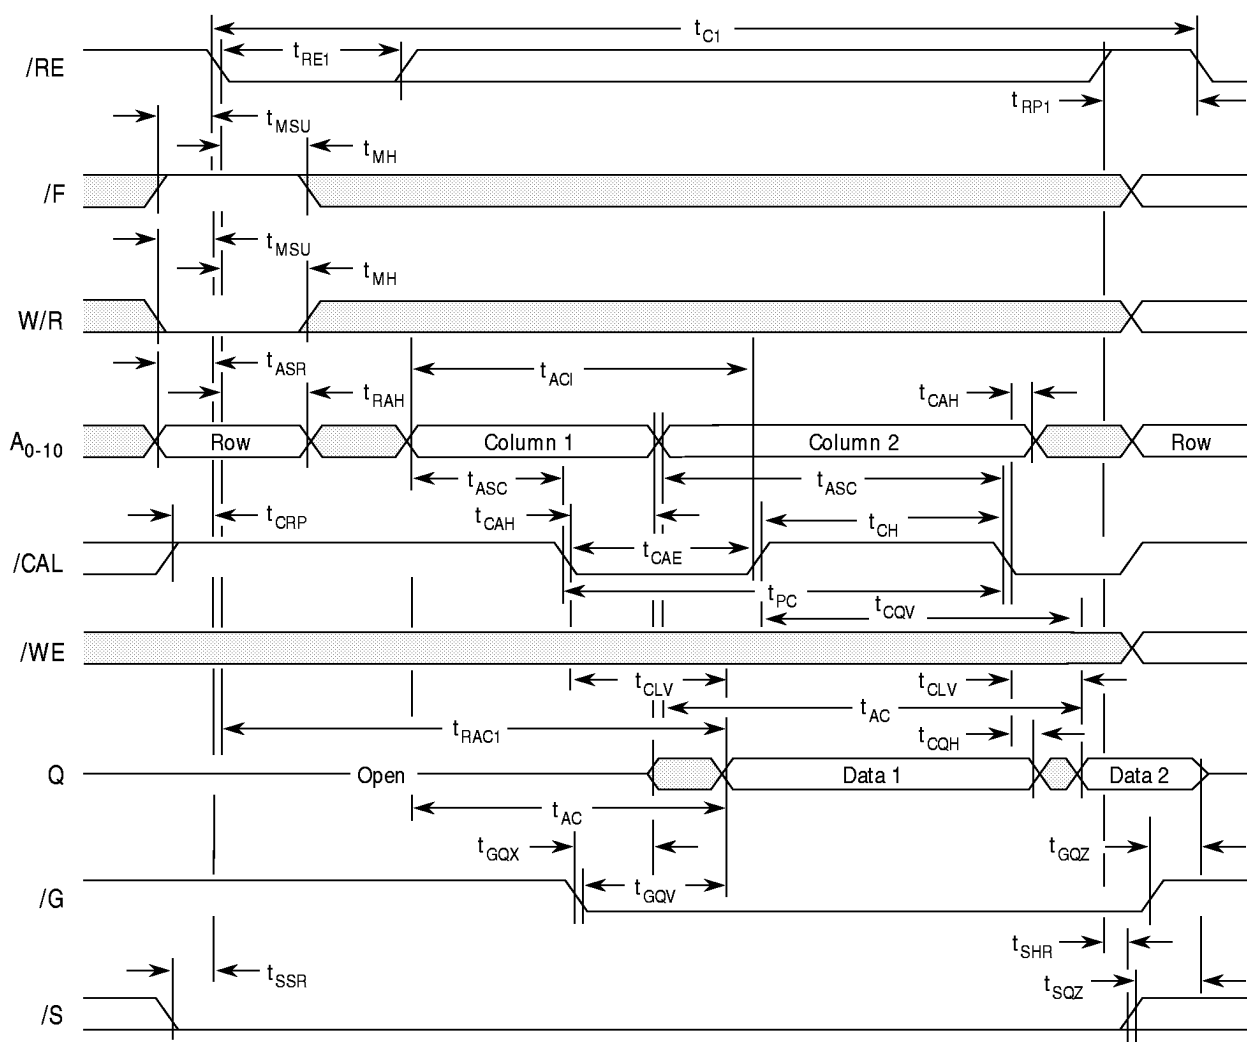 tC1
tRE1
/RE
tRP1
tMSU
tMH
/F
tMSU
tMH
W/R
tASR
tACI
tRAH
tCAH
A0-10 Row Column 1 Column 2 Row
tASC tASC
tCRP tCAH tCH
/CAL tCAE
tPC
tCQV
/WE
tCLV tCLV
tAC
tRAC1
tCQH
Q Open Data 1 Data 2
tAC
tGQX tGQZ
/G tGQV
tSHR
tSSR
tSQZ
/S